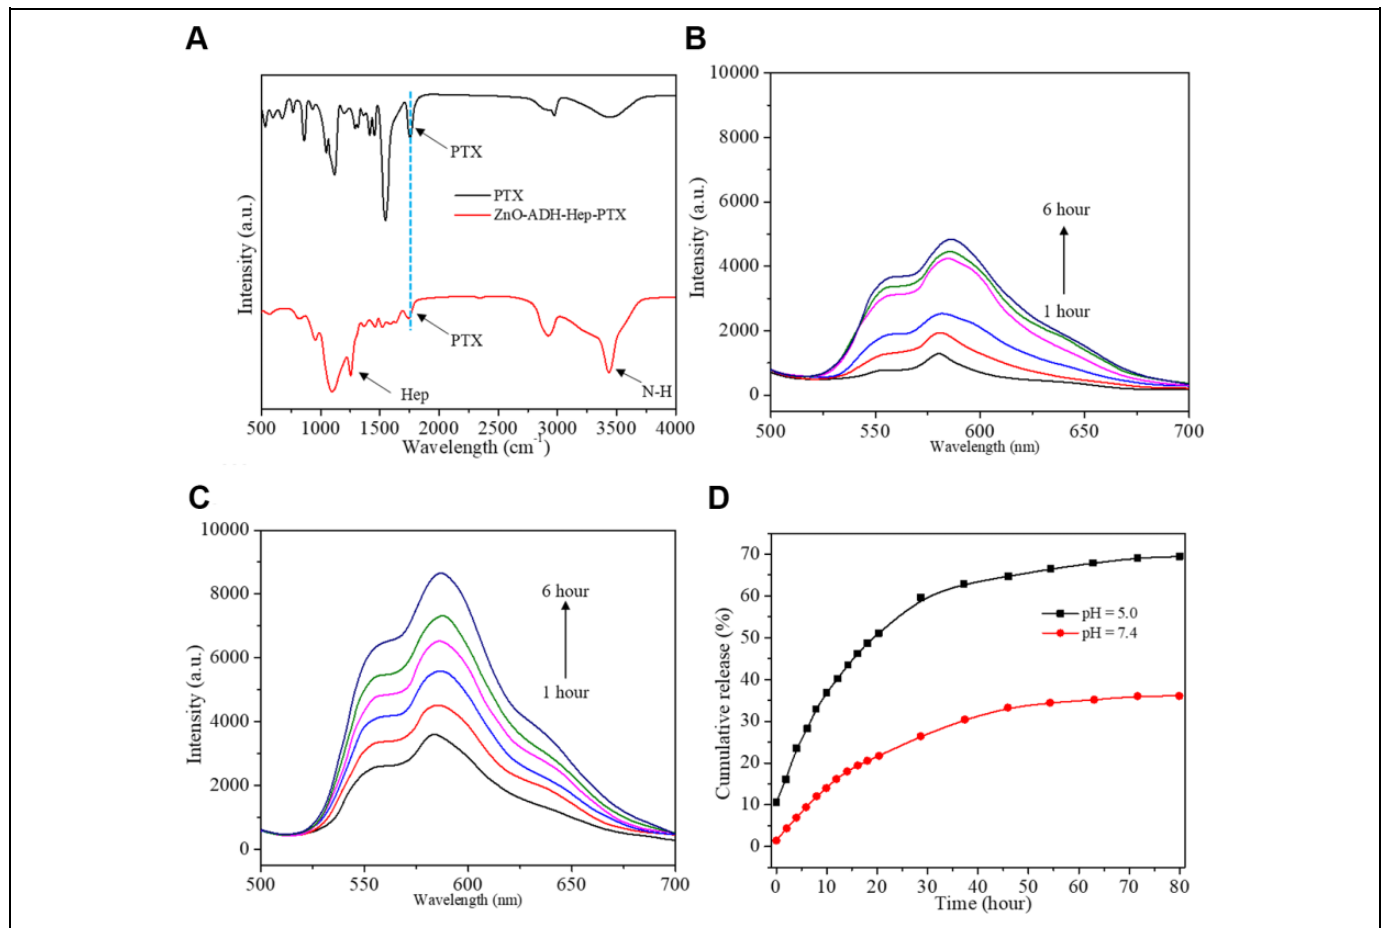 A
Intensity (a.u.)
PTX
PTX
ZnO-ADH-Hep-PTX
PTX
Hep
N-H
500 1000 1500 2000 2500 3000 3500 4000
Wavelength (cm-1)
B
Intensity (a.u.)
10000
8000
6000
4000
2000
0
6 hour
1 hour
500 550 600 650 700
Wavelength (nm)
C
Intensity (a.u.)
10000
8000
6000
4000
2000
0
6 hour
1 hour
500 550 600 650 700
Wavelength (nm)
D
Cumulative release (%)
70
60
50
40
30
20
10
0
pH = 5.0
pH = 7.4
0 10 20 30 40 50 60 70 80
Time (hour)